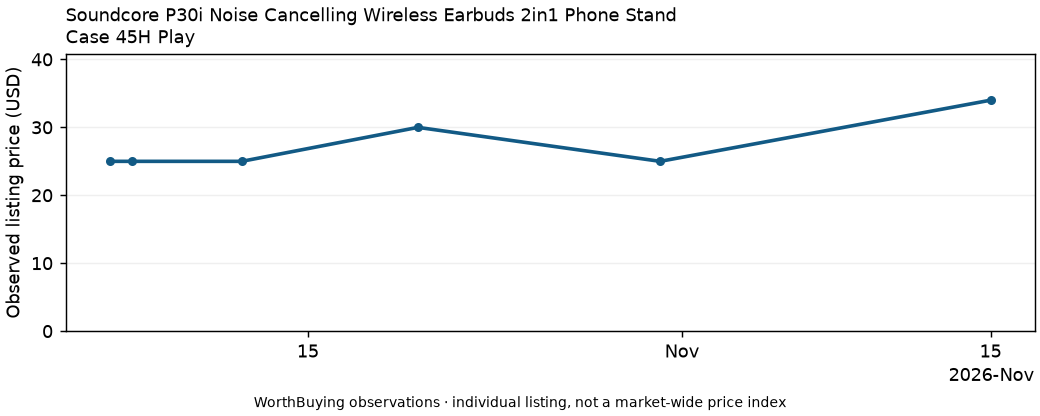 Soundcore P30i Noise Cancelling Wireless Earbuds 2in1 Phone Stand
Case 45H Play
Observed listing price (USD)
40
30
20
10
0
15
Nov
15
2026-Nov
WorthBuying observations · individual listing, not a market-wide price index